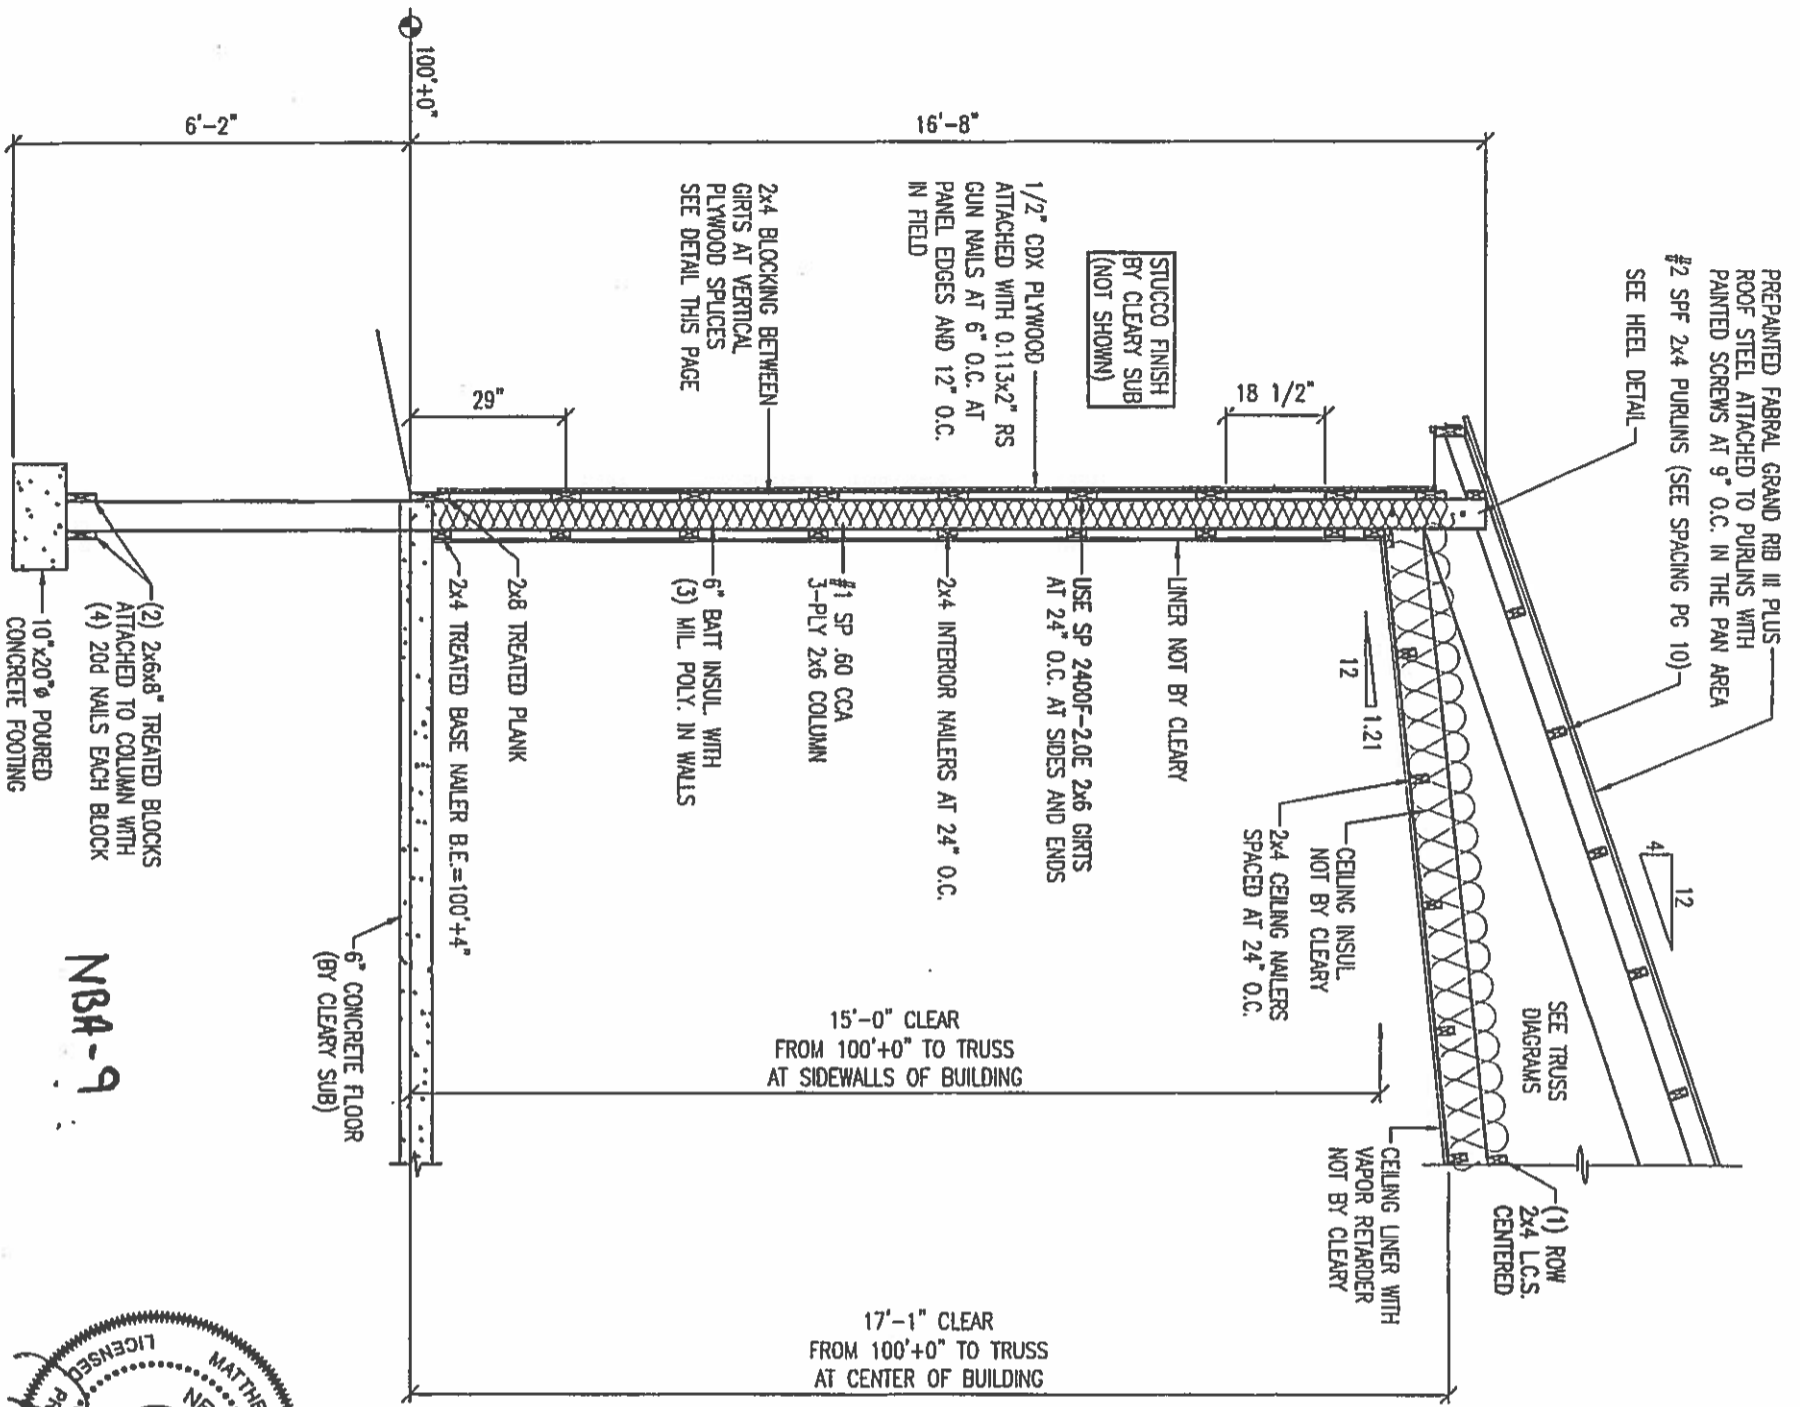 PREPAINTED FABRAL GRAND RIB III PLUS
ROOF STEEL ATTACHED TO PURLINS WITH
PAINTED SCREWS AT 9" O.C. IN THE PAN AREA
#2 SPF 2x4 PURLINS (SEE SPACING PG 10)
SEE HEEL DETAIL
12
4
SEE TRUSS
DIAGRAMS
(1) ROW
2x4 L.C.S.
CENTERED
CEILING LINER WITH
VAPOR RETARDER
NOT BY CLEARY
CEILING INSUL.
NOT BY CLEARY
2x4 CEILING NAILERS
SPACED AT 24" O.C.
1.21
12
16'-8"
18 1/2"
STUCCO FINISH
BY CLEARY SUB
(NOT SHOWN)
1/2" CDX PLYWOOD
ATTACHED WITH 0.113x2" RS
GUN NAILS AT 6" O.C. AT
PANEL EDGES AND 12" O.C.
IN FIELD
2x4 BLOCKING BETWEEN
GIRTS AT VERTICAL
PLYWOOD SPLICES
SEE DETAIL THIS PAGE
29"
100'+0"
6'-2"
LINER NOT BY CLEARY
USE SP 2400F-2.0E 2x6 GIRTS
AT 24" O.C. AT SIDES AND ENDS
2x4 INTERIOR NAILERS AT 24" O.C.
#1 SP .60 CCA
3-PLY 2x6 COLUMN
6" BATT INSUL. WITH
(3) MIL POLY. IN WALLS
2x8 TREATED PLANK
2x4 TREATED BASE NAILER B.E.=100'+4"
15'-0" CLEAR
FROM 100'+0" TO TRUSS
AT SIDEWALLS OF BUILDING
17'-1" CLEAR
FROM 100'+0" TO TRUSS
AT CENTER OF BUILDING
6" CONCRETE FLOOR
(BY CLEARY SUB)
(2) 2x6x8" TREATED BLOCKS
ATTACHED TO COLUMN WITH
(4) 20d NAILS EACH BLOCK
10"x20"ø POURED
CONCRETE FOOTING
NBA-9
LICENSED
MATTHE